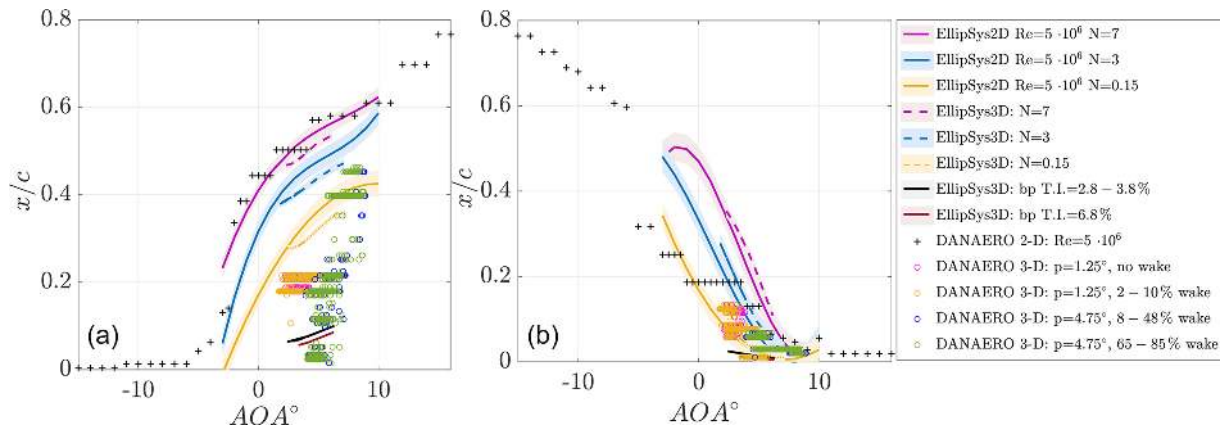 0.8
0.6
0.4
0.2
0
x/c
(a)
-10
0
10
AOA°
0.8
0.6
0.4
0.2
0
x/c
(b)
-10
0
10
AOA°
EllipSys2D Re=5 ·10⁶ N=7
EllipSys2D Re=5 ·10⁶ N=3
EllipSys2D Re=5 ·10⁶ N=0.15
EllipSys3D: N=7
EllipSys3D: N=3
EllipSys3D: N=0.15
EllipSys3D: bp T.I.=2.8 − 3.8%
EllipSys3D: bp T.I.=6.8%
DANAERO 2-D: Re=5 ·10⁶
DANAERO 3-D: p=1.25°, no wake
DANAERO 3-D: p=1.25°, 2 − 10% wake
DANAERO 3-D: p=4.75°, 8 − 48% wake
DANAERO 3-D: p=4.75°, 65 − 85% wake